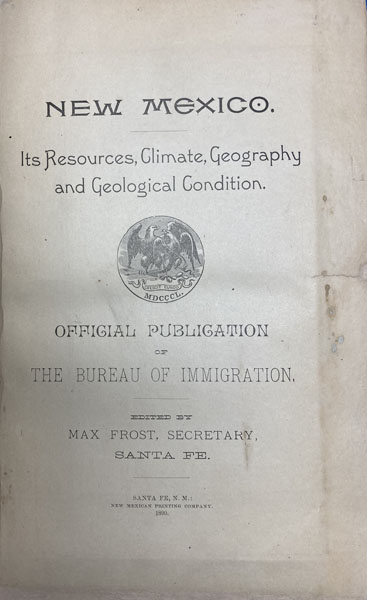 NEW MEXICO.
Its Resources, Climate, Geography
and Geological Condition.
MDCCCL.
OFFICIAL PUBLICATION
OF
THE BUREAU OF IMMIGRATION,
EDITED BY
MAX FROST, SECRETARY,
SANTA FE.
SANTA FE, N. M.:
NEW MEXICAN PRINTING COMPANY.
1890.